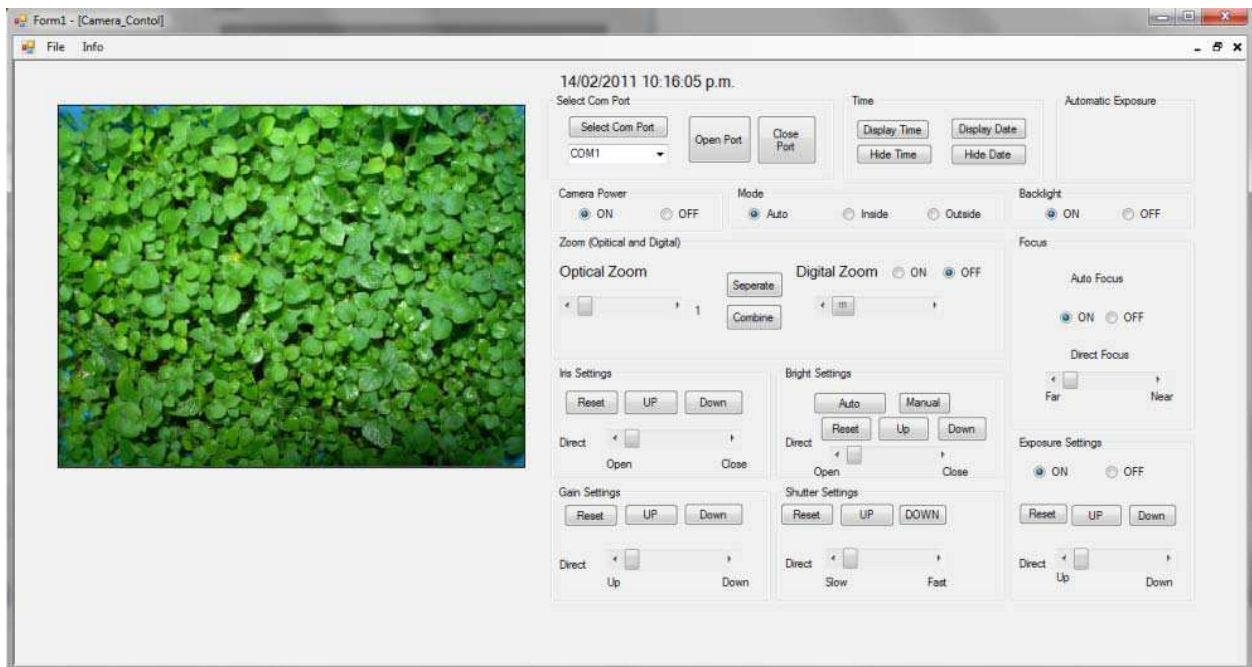 Form1 - [Camera_Contol]
File Info
14/02/2011 10:16:05 p.m.
Select Com Port
Select Com Port
COM1
Open Port
Close Port
Time
Display Time
Display Date
Hide Time
Hide Date
Automatic Exposure
Camera Power
ON
OFF
Mode
Auto
Inside
Outside
Backlight
ON
OFF
Zoom (Optical and Digital)
Optical Zoom
1
Seperate
Combine
Digital Zoom
ON
OFF
Focus
Auto Focus
ON
OFF
Direct Focus
Far
Near
Iris Settings
Reset
UP
Down
Direct
Open
Close
Bright Settings
Auto
Manual
Reset
Up
Down
Direct
Open
Close
Exposure Settings
ON
OFF
Reset
UP
Down
Direct
Up
Down
Gain Settings
Reset
UP
Down
Direct
Up
Down
Shutter Settings
Reset
UP
DOWN
Direct
Slow
Fast